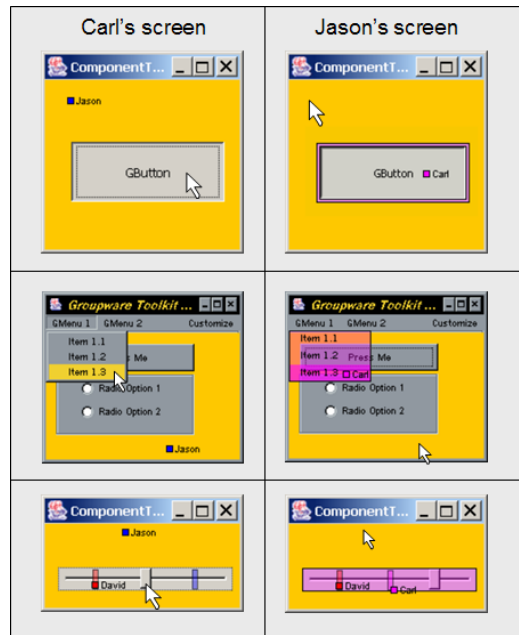 Carl's screen
Jason's screen
ComponentT...
Jason
GButton
ComponentT...
GButton
Carl
Groupware Toolkit ...
GMenu 1 GMenu 2 Customize
Item 1.1
Item 1.2
s Me
Item 1.3
Radio Option 1
Radio Option 2
Jason
Groupware Toolkit ...
GMenu 1 GMenu 2 Customize
Item 1.1
Item 1.2 Press Me
Item 1.3 Carl
Radio Option 1
Radio Option 2
ComponentT...
Jason
David
ComponentT...
David
Carl